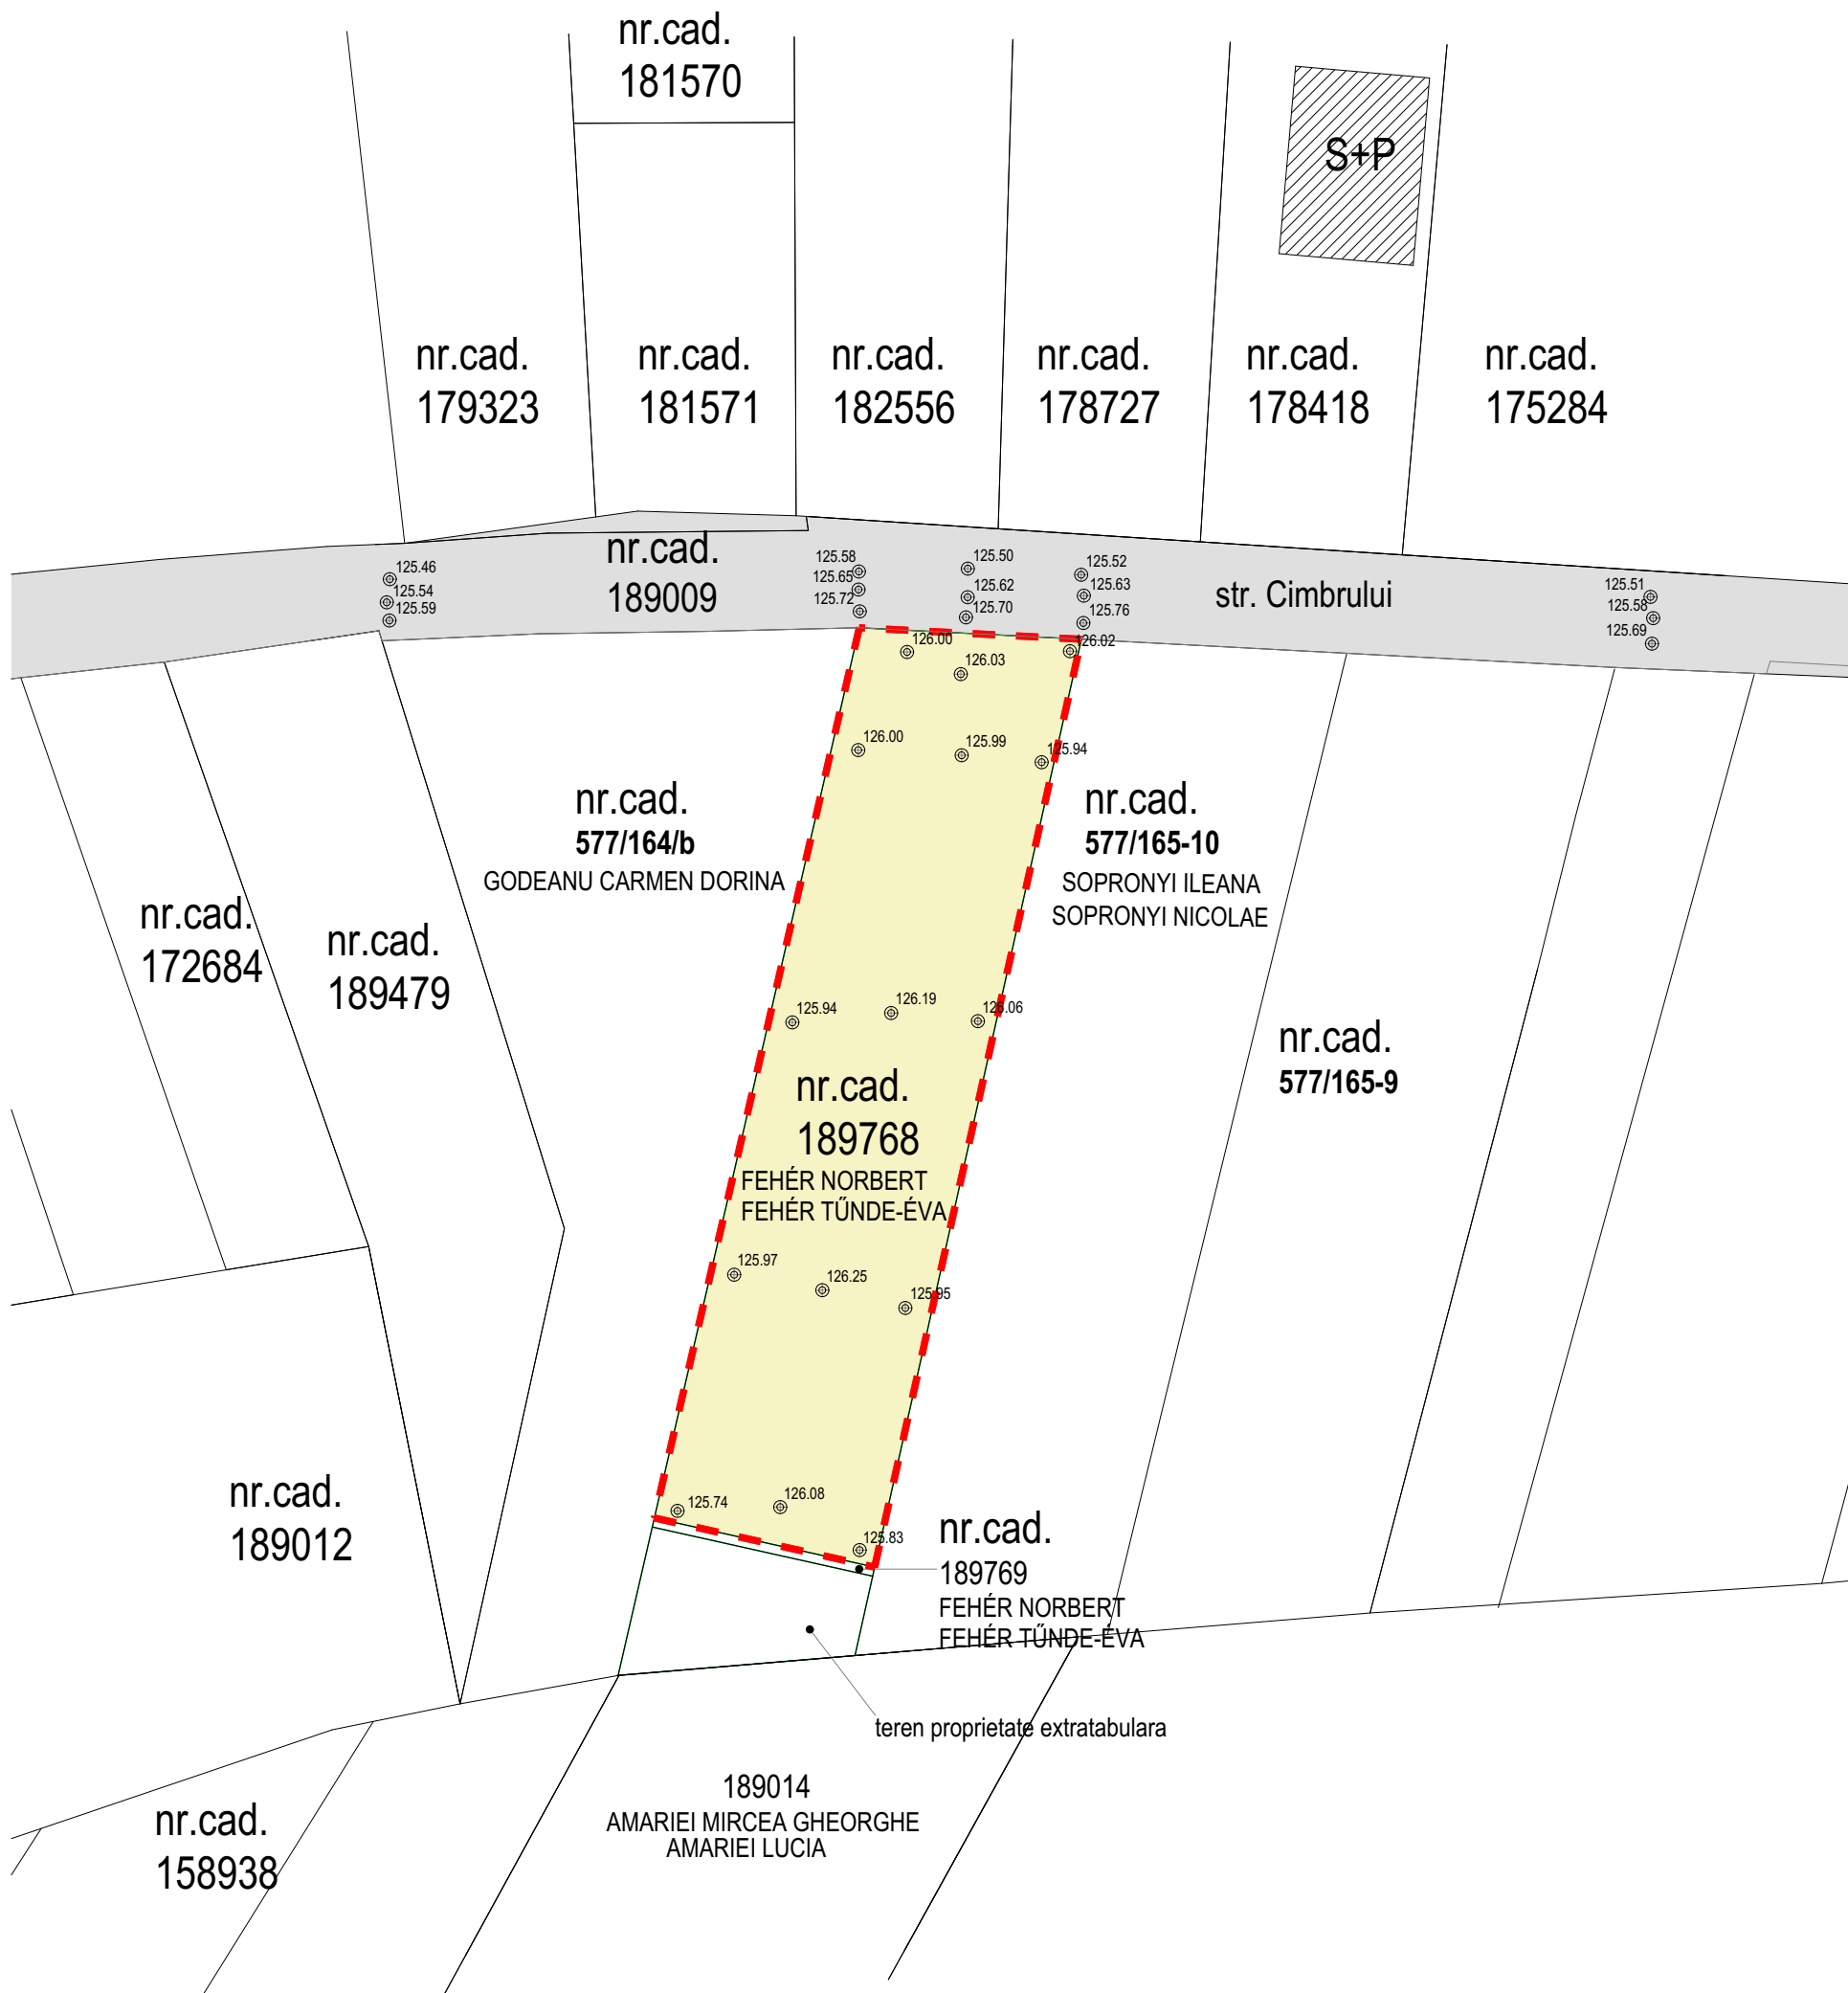 nr.cad.
181570
S+P
nr.cad.
179323
nr.cad.
181571
nr.cad.
182556
nr.cad.
178727
nr.cad.
178418
nr.cad.
175284
nr.cad.
189009
str. Cimbrului
125.46
125.54
125.59
125.58
125.65
125.72
125.50
125.62
125.70
125.52
125.63
125.76
125.51
125.58
125.69
126.00
126.03
126.02
126.00
125.99
125.94
nr.cad.
577/164/b
GODEANU CARMEN DORINA
nr.cad.
577/165-10
SOPRONYI ILEANA
SOPRONYI NICOLAE
nr.cad.
172684
nr.cad.
189479
125.94
126.19
126.06
nr.cad.
577/165-9
nr.cad.
189768
FEHÉR NORBERT
FEHÉR TŰNDE-ÉVA
125.97
126.25
125.95
nr.cad.
189012
125.74
126.08
125.83
nr.cad.
189769
FEHÉR NORBERT
FEHÉR TŰNDE-ÉVA
teren proprietate extratabulara
189014
AMARIEI MIRCEA GHEORGHE
AMARIEI LUCIA
nr.cad.
158938